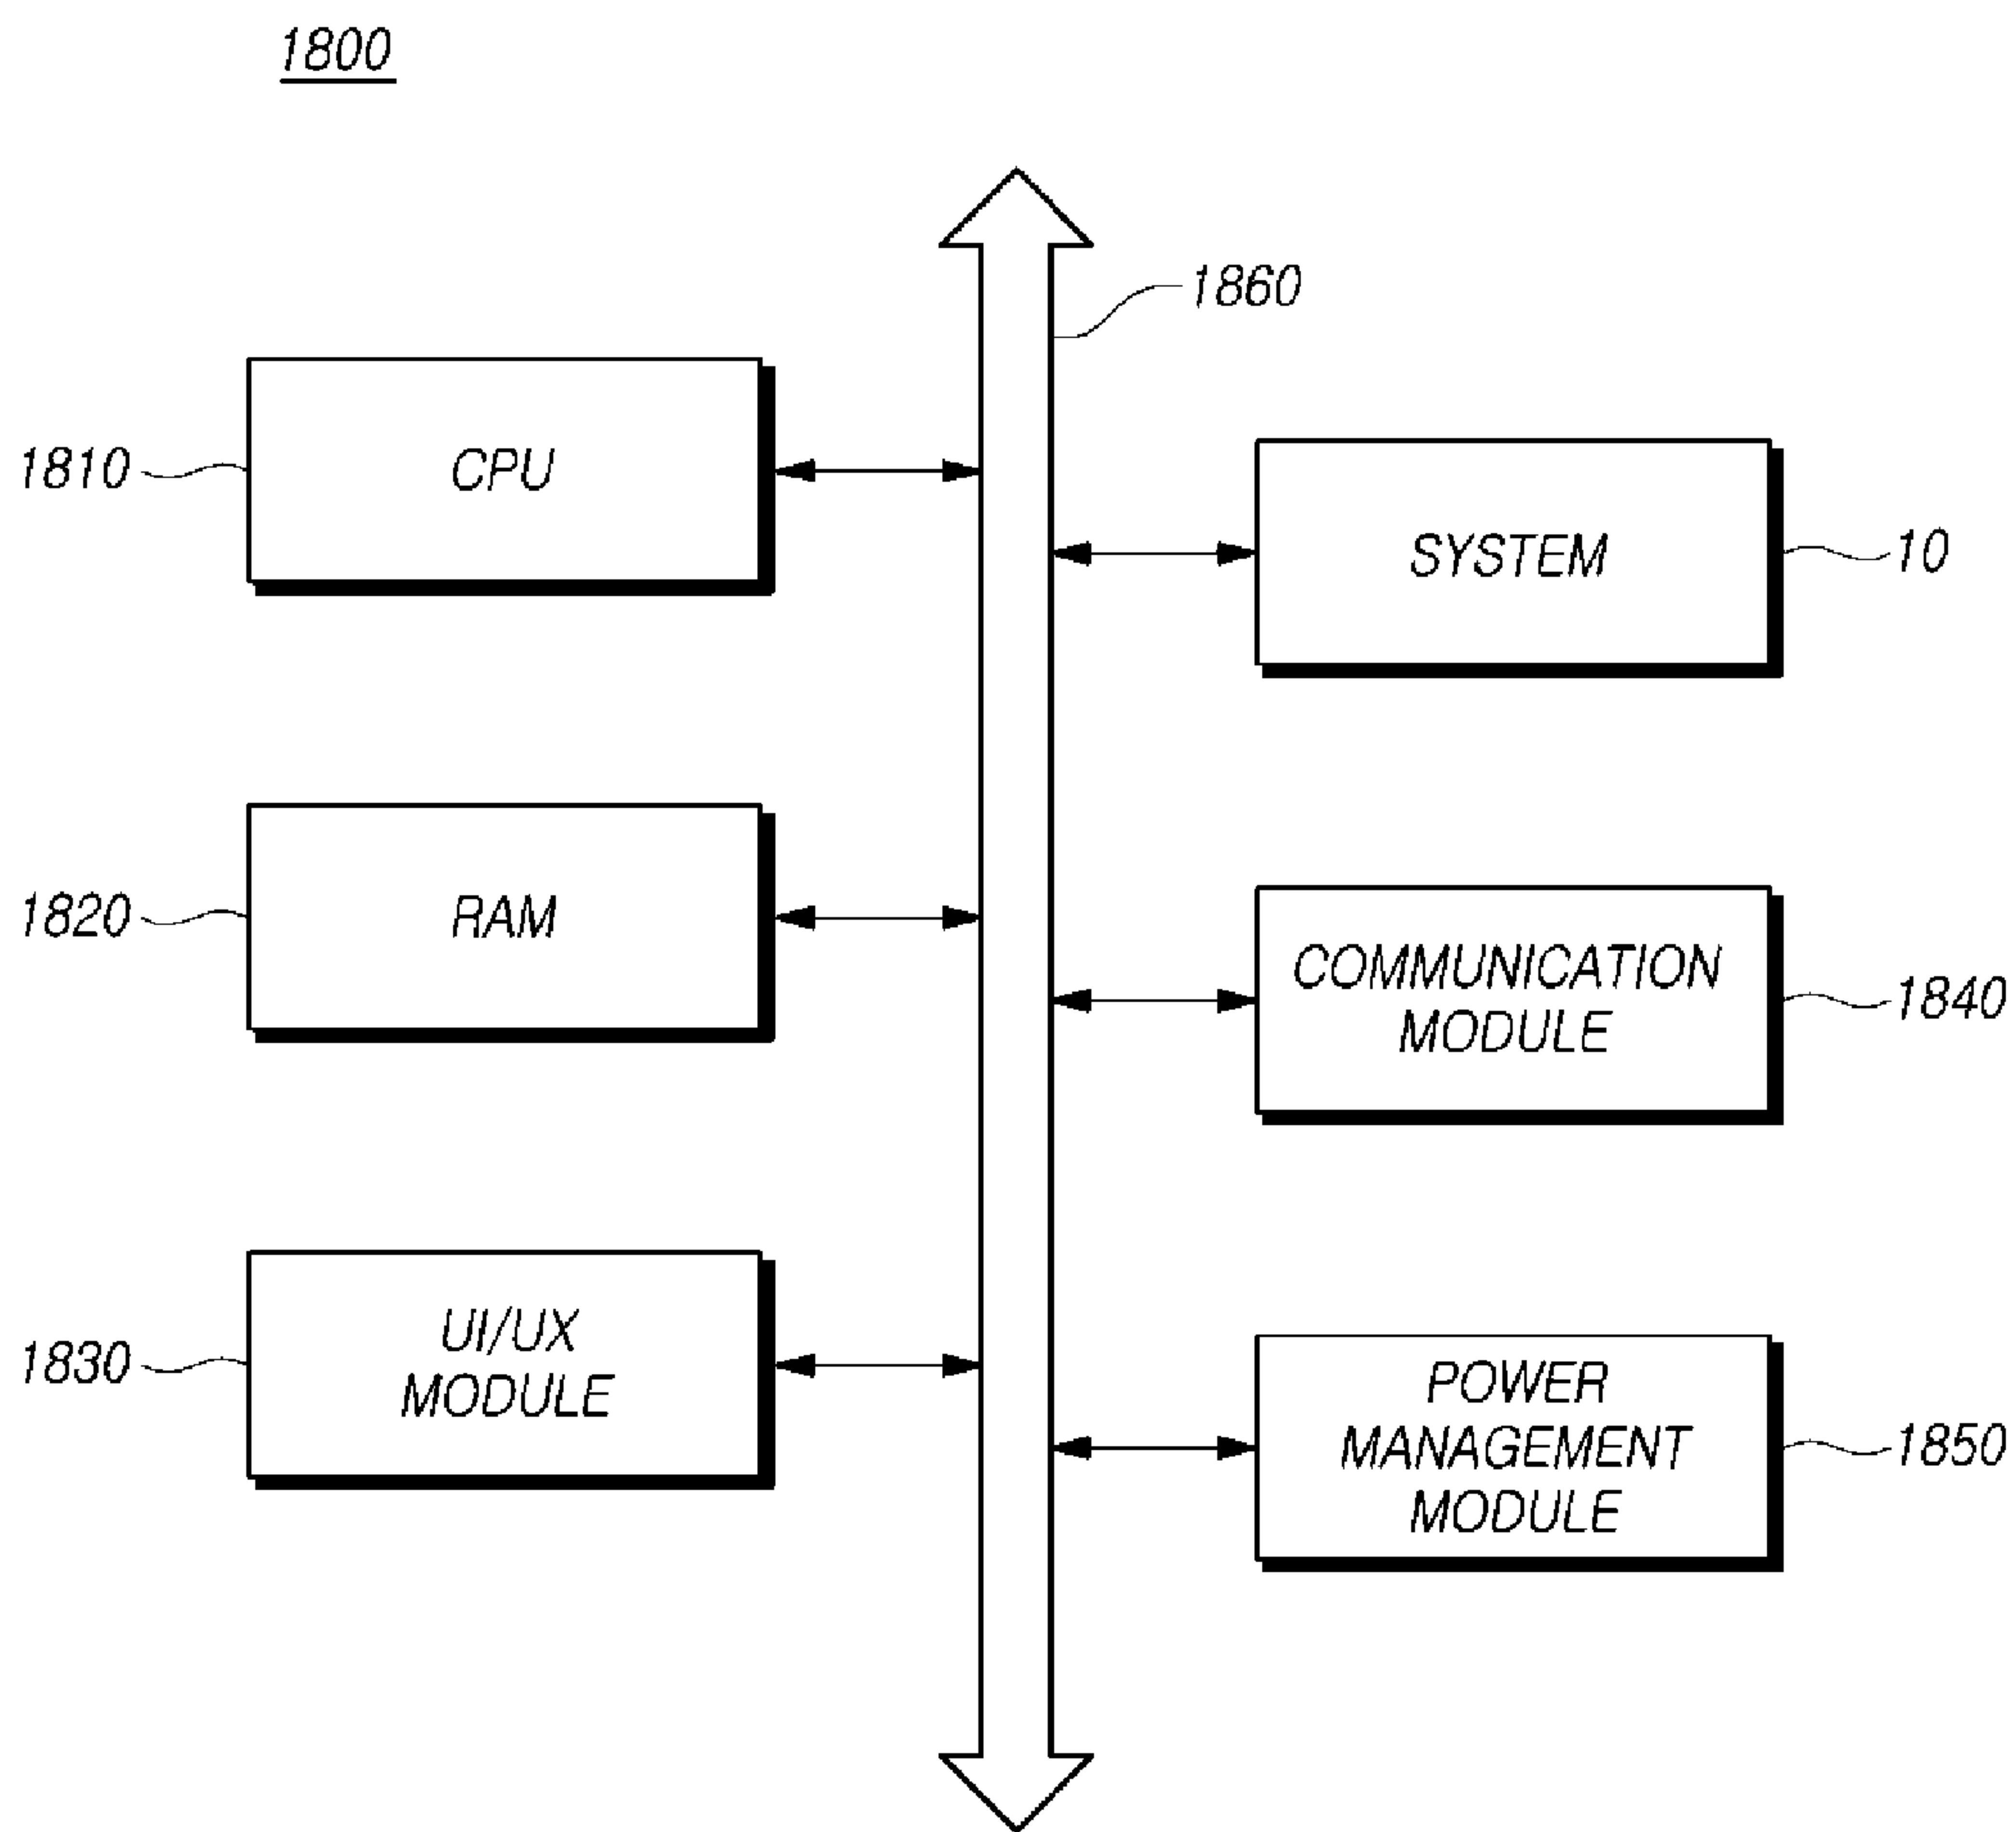 1800
1860
1810
CPU
SYSTEM
10
1820
RAM
COMMUNICATION
MODULE
1840
1830
UI/UX
MODULE
POWER
MANAGEMENT
MODULE
1850